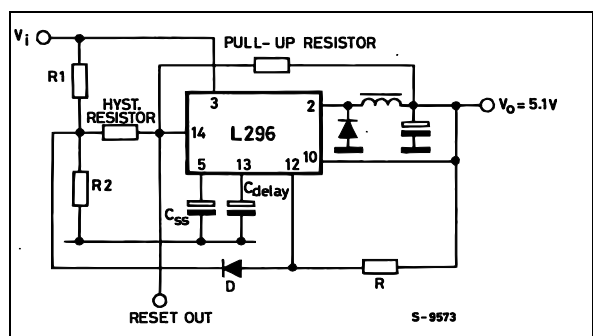 Vi
PULL-UP RESISTOR
R1
HYST.
RESISTOR
3
2
Vo = 5.1V
14
L296
10
5 13 12
R2
Css
Cdelay
D
R
RESET OUT
S-9573